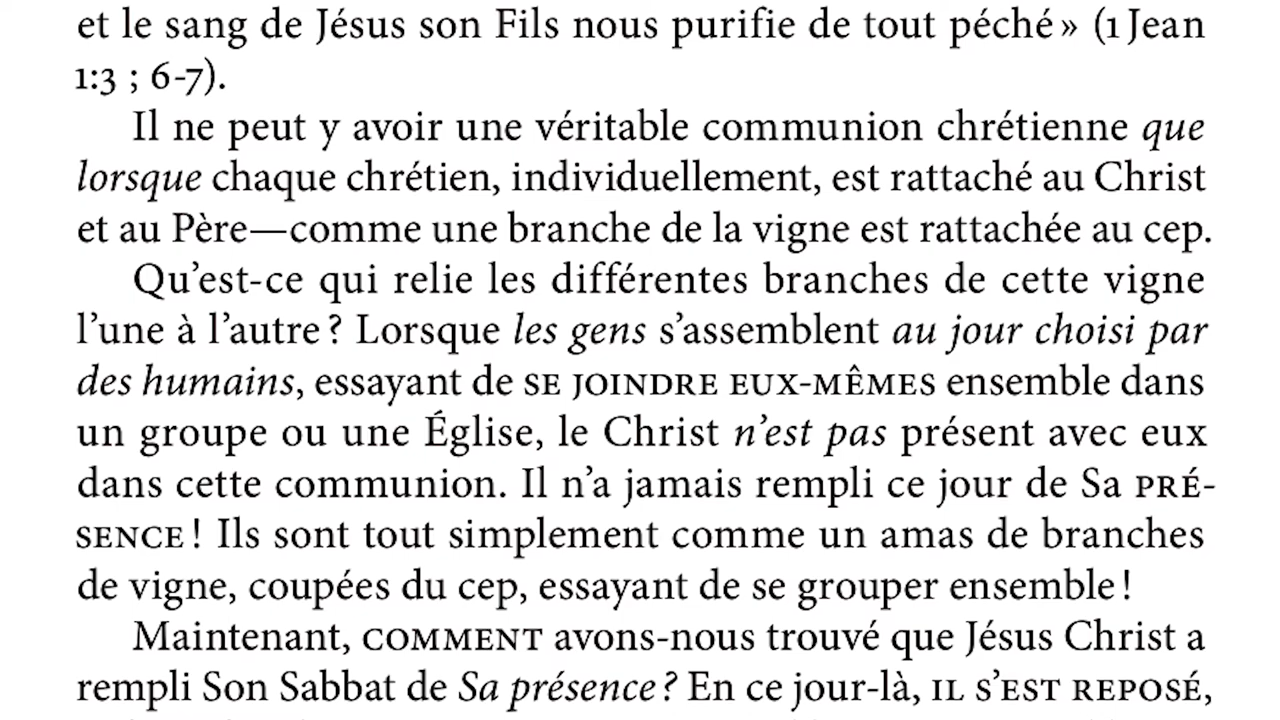 et le sang de Jésus son Fils nous purifie de tout péché» (1 Jean
1:3 ; 6-7).
Il ne peut y avoir une véritable communion chrétienne que
lorsque chaque chrétien, individuellement, est rattaché au Christ
et au Père—comme une branche de la vigne est rattachée au cep.
Qu’est-ce qui relie les différentes branches de cette vigne
l’une à l’autre ? Lorsque les gens s’assemblent au jour choisi par
des humains, essayant de SE JOINDRE EUX-MÊMES ensemble dans
un groupe ou une Église, le Christ n’est pas présent avec eux
dans cette communion. Il n’a jamais rempli ce jour de Sa PRÉ-
SENCE ! Ils sont tout simplement comme un amas de branches
de vigne, coupées du cep, essayant de se grouper ensemble !
Maintenant, COMMENT avons-nous trouvé que Jésus Christ a
rempli Son Sabbat de Sa présence ? En ce jour-là, IL S’EST REPOSÉ,